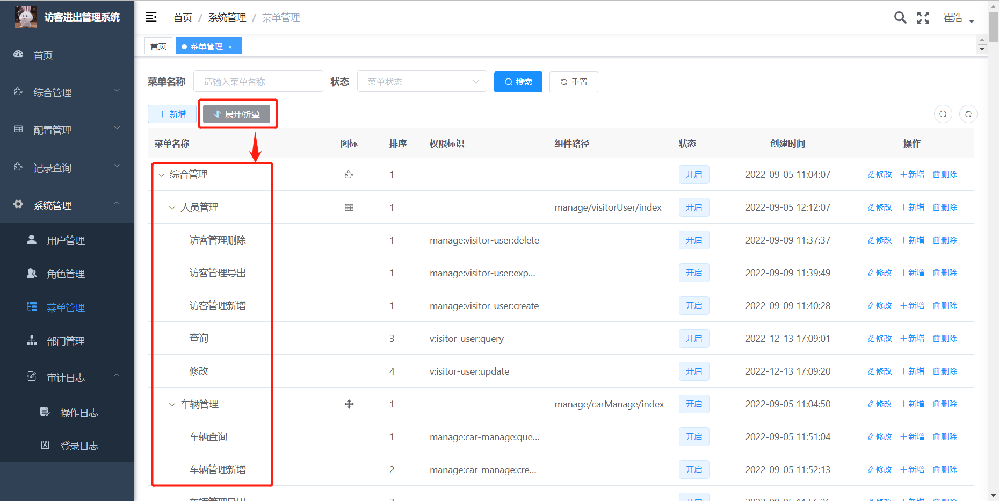 访客进出管理系统
首页
综合管理
配置管理
记录查询
系统管理
用户管理
角色管理
菜单管理
部门管理
审计日志
操作日志
登录日志
首页 / 系统管理 / 菜单管理
崔浩
首页
菜单管理 ×
菜单名称 请输入菜单名称 状态 菜单状态 搜索 重置
新增 展开/折叠
菜单名称 图标 排序 权限标识 组件路径 状态 创建时间 操作
综合管理 1 开启 2022-09-05 11:04:07 修改 新增 删除
人员管理 1 manage/visitorUser/index 开启 2022-09-05 12:12:07 修改 新增 删除
访客管理删除 1 manage:visitor-user:delete 开启 2022-09-09 11:37:37 修改 新增 删除
访客管理导出 1 manage:visitor-user:exp... 开启 2022-09-09 11:39:49 修改 新增 删除
访客管理新增 1 manage:visitor-user:create 开启 2022-09-09 11:40:28 修改 新增 删除
查询 3 v:isitor-user:query 开启 2022-12-13 17:09:01 修改 新增 删除
修改 4 v:isitor-user:update 开启 2022-12-13 17:09:20 修改 新增 删除
车辆管理 1 manage/carManage/index 开启 2022-09-05 11:04:50 修改 新增 删除
车辆查询 1 manage:car-manage:que... 开启 2022-09-05 11:51:04 修改 新增 删除
车辆管理新增 2 manage:car-manage:cre... 开启 2022-09-05 11:52:13 修改 新增 删除